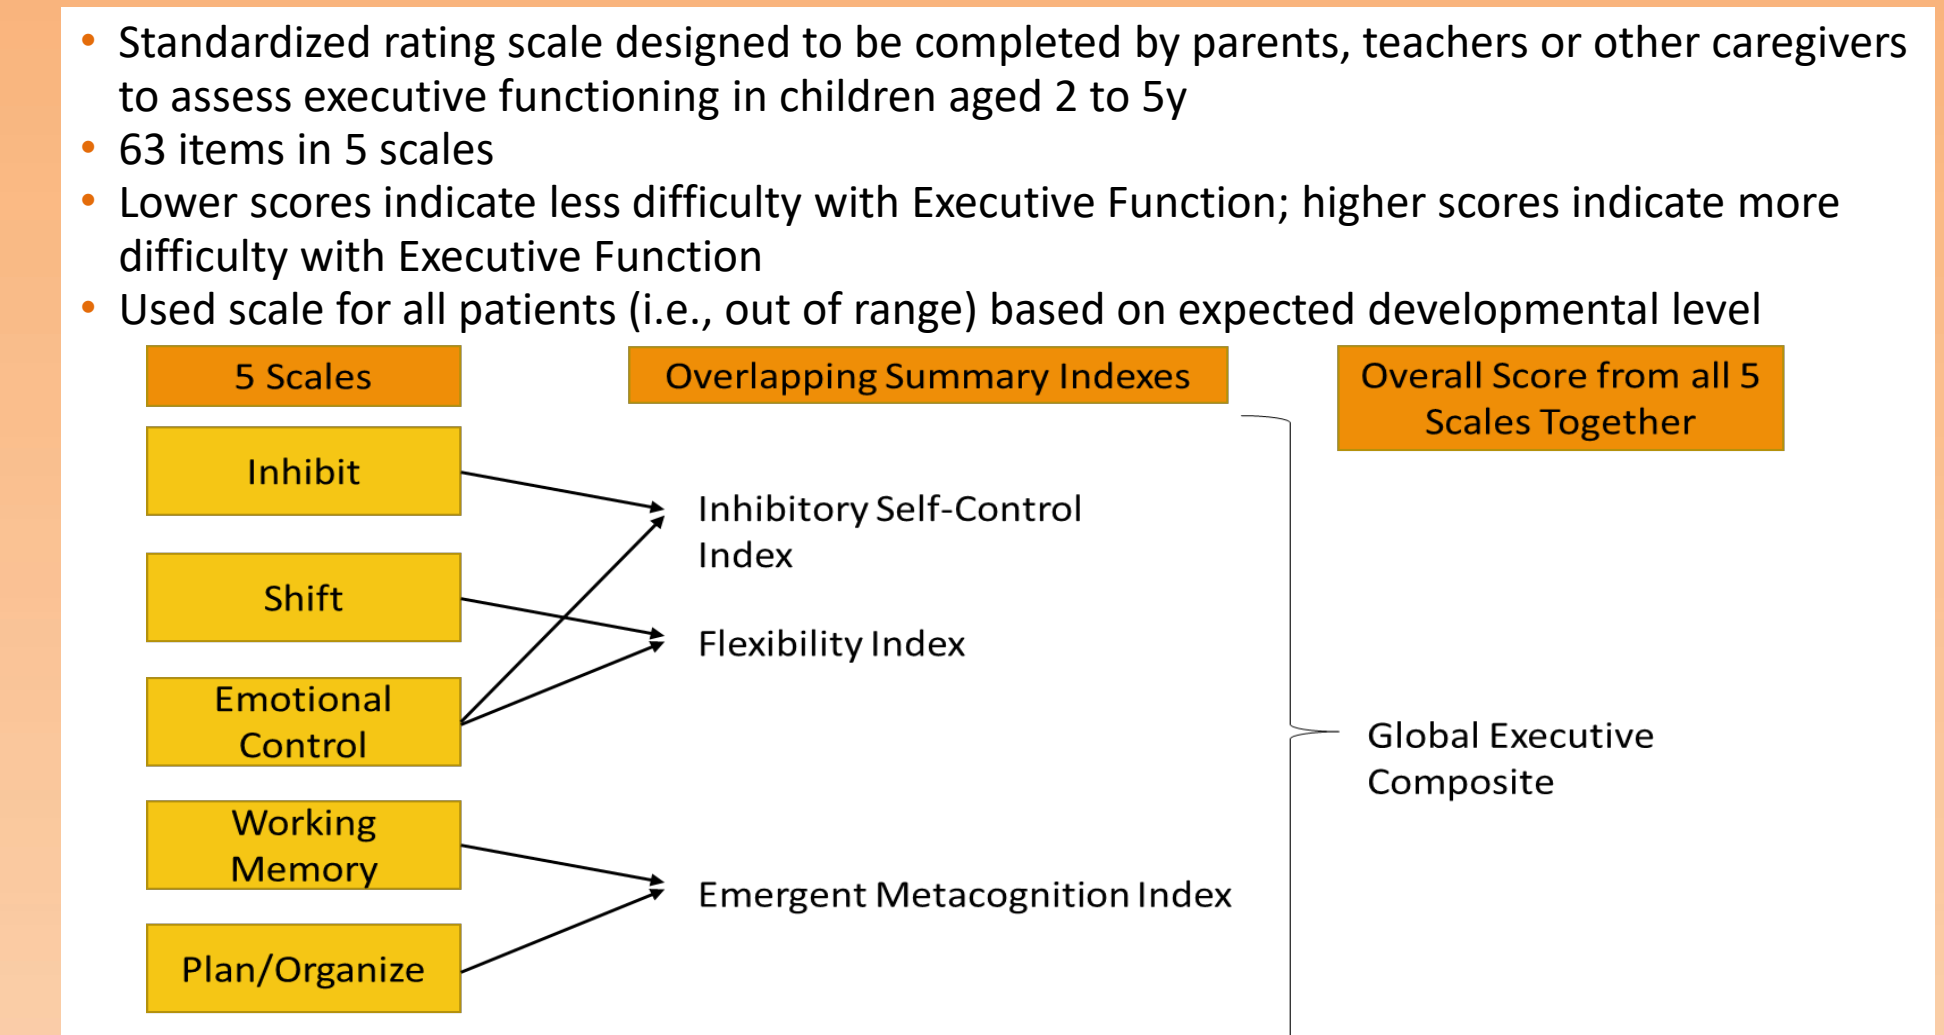 • Standardized rating scale designed to be completed by parents, teachers or other caregivers
to assess executive functioning in children aged 2 to 5y
• 63 items in 5 scales
• Lower scores indicate less difficulty with Executive Function; higher scores indicate more
difficulty with Executive Function
• Used scale for all patients (i.e., out of range) based on expected developmental level
5 Scales
Inhibit
Shift
Emotional
Control
Working
Memory
Plan/Organize
Overlapping Summary Indexes
Inhibitory Self-Control
Index
Flexibility Index
Emergent Metacognition Index
Overall Score from all 5
Scales Together
Global Executive
Composite